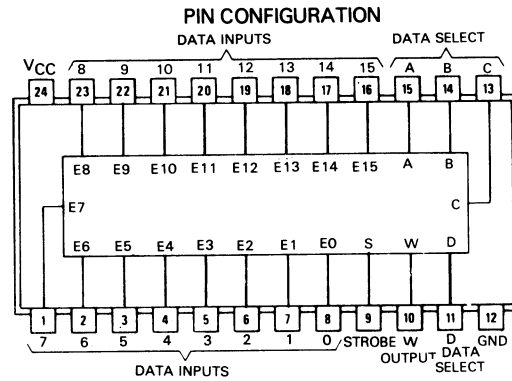 PIN CONFIGURATION
DATA INPUTS DATA SELECT
VCC 8 9 10 11 12 13 14 15 A B C
24 23 22 21 20 19 18 17 16 15 14 13
E8 E9 E10 E11 E12 E13 E14 E15 A B
E7 C
E6 E5 E4 E3 E2 E1 E0 S W D
1 2 3 4 5 6 7 8 9 10 11 12
7 6 5 4 3 2 1 0 STROBE W D GND
OUTPUT DATA
SELECT
DATA INPUTS